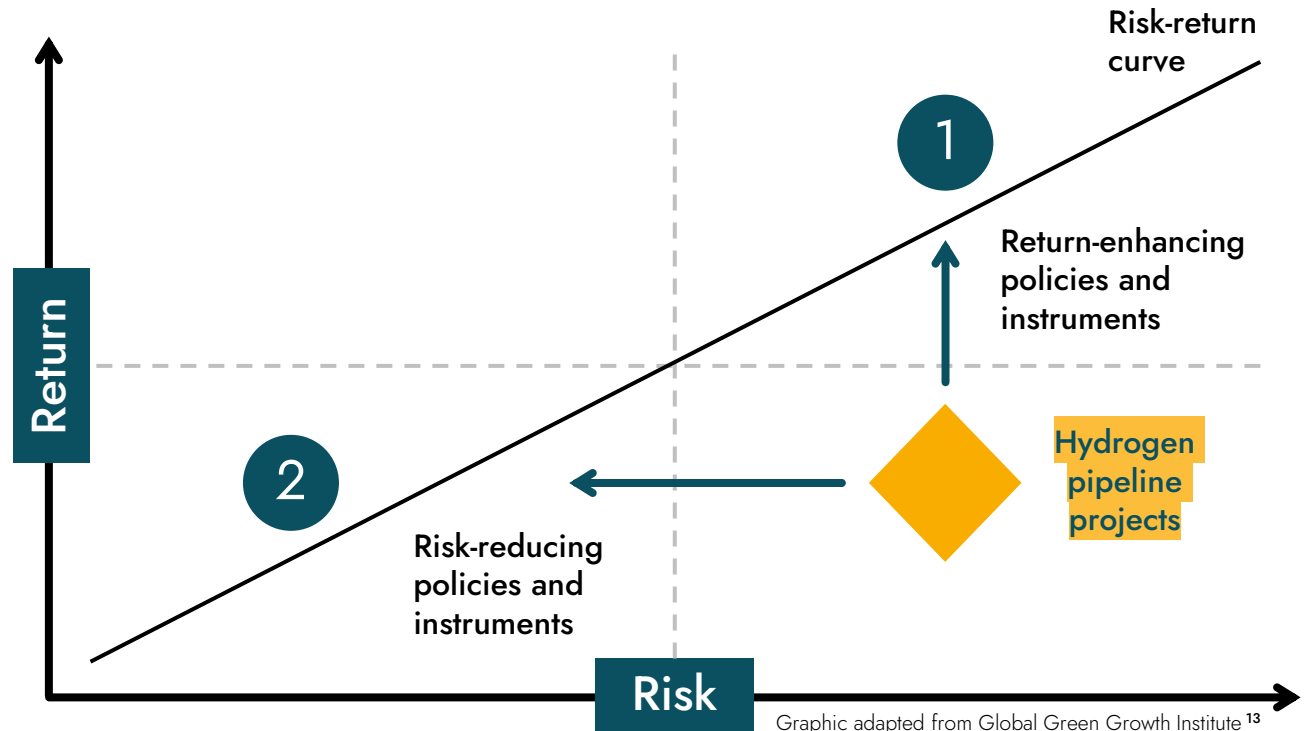 Risk-return
curve
1
Return-enhancing
policies and
instruments
Return
Hydrogen
pipeline
projects
2
Risk-reducing
policies and
instruments
Risk
Graphic adapted from Global Green Growth Institute 13